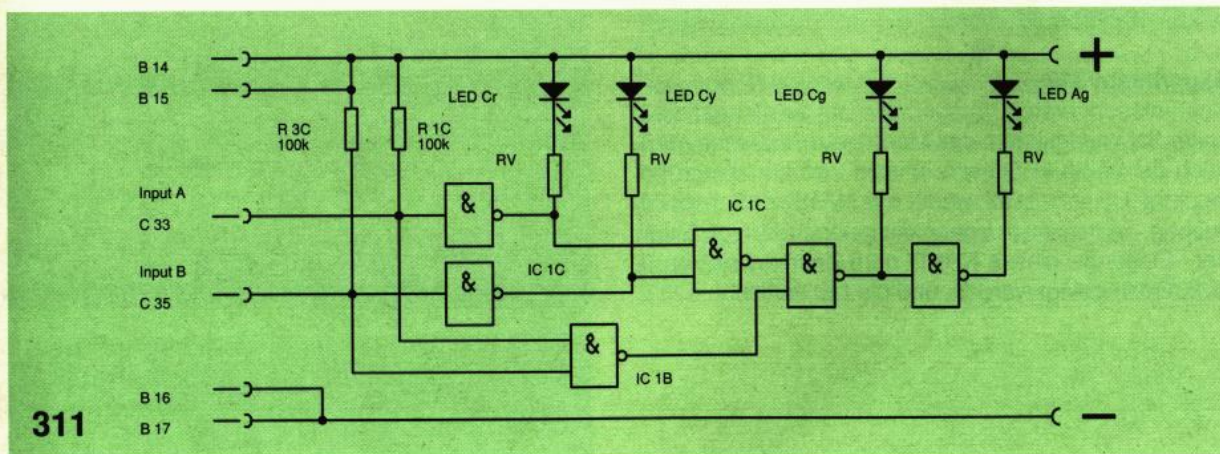 B 14
+
LED Cr
LED Cy
LED Cg
LED Ag
B 15
R 3C
100k
R 1C
100k
RV
RV
RV
RV
Input A
&
IC 1C
C 33
&
&
&
Input B
IC 1C
&
C 35
&
IC 1B
B 16
311
B 17
−